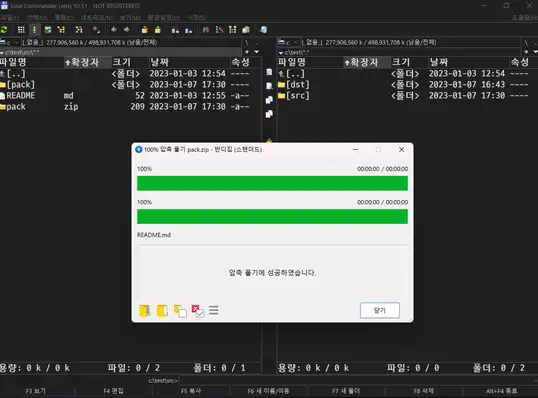 Total Commander (x64) 10.51 - NOT REGISTERED
파일(L) 선택(M) 명령(C) 네트워크(N) 보기(V) 환경설정(O) 시작(S) 도움말(H)
c [_없음_] 277,906,560 k / 498,931,708 k (남음/전체) \ ..
c [_없음_] 277,906,560 k / 498,931,708 k (남음/전체) \ ..
c:\test\src\*.*
c:\test\*.*
파일명 확장자 크기 날짜 속성
[..] <폴더> 2023-01-03 12:54 ----
[pack] <폴더> 2023-01-07 17:30 ----
README md 52 2023-01-03 12:55 -a--
pack zip 209 2023-01-07 17:30 -a--
파일명 확장자 크기 날짜 속성
[..] <폴더> 2023-01-03 12:54 ----
[dst] <폴더> 2023-01-07 16:43 ----
[src] <폴더> 2023-01-07 17:30 ----
100% 압축 풀기 pack.zip - 반디집 (스탠더드)
100% 00:00:00 / 00:00:00
100% 00:00:00 / 00:00:00
README.md
압축 풀기에 성공하였습니다.
닫기
용량: 0 k / 0 k 파일: 0 / 2 폴더: 0 / 1
용량: 0 k / 0 k 파일: 0 / 0 폴더: 0 / 2
c:\test\src>
F3 보기 F4 편집 F5 복사 F6 새 이름/이동 F7 새 폴더 F8 삭제 Alt+F4 종료